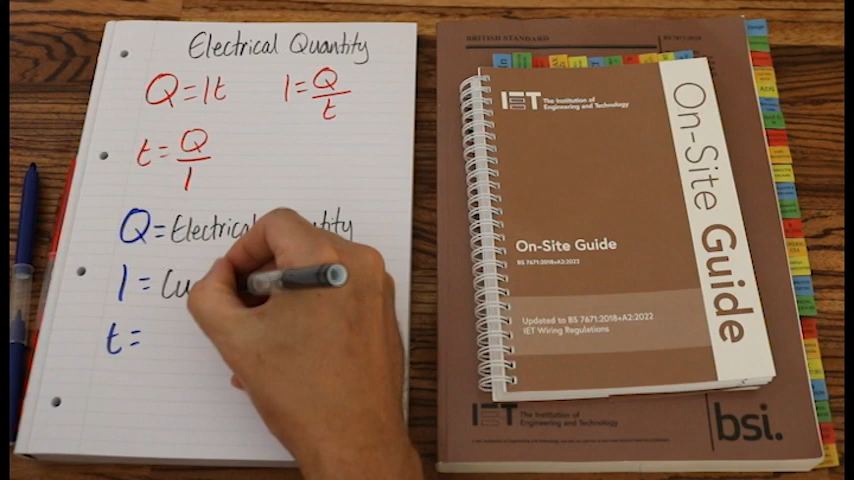 Electrical Quantity
Q = It
I = Q/t
t = Q/I
Q = Electrical
I = Cu
t =
BRITISH STANDARD
IET The Institution of
Engineering and Technology
On-Site Guide
On-Site Guide
BS 7671:2018+A2:2022
Updated to BS 7671:2018+A2:2022
IET Wiring Regulations
IET The Institution of
Engineering and Technology
bsi.